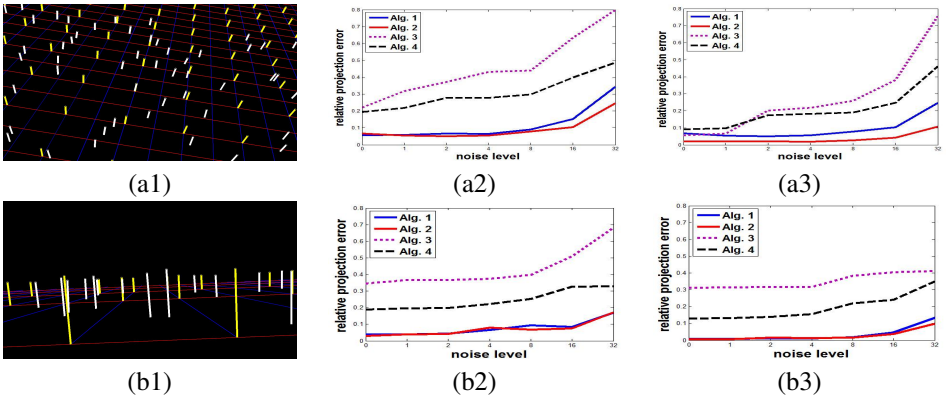 Alg. 1
Alg. 2
Alg. 3
Alg. 4
relative projection error
0.8
0.7
0.6
0.5
0.4
0.3
0.2
0.1
0
0 1 2 4 8 16 32
noise level
Alg. 1
Alg. 2
Alg. 3
Alg. 4
relative projection error
0.8
0.7
0.6
0.5
0.4
0.3
0.2
0.1
0
0 1 2 4 8 16 32
noise level
(a1) (a2) (a3)
Alg. 1
Alg. 2
Alg. 3
Alg. 4
relative projection error
0.8
0.7
0.6
0.5
0.4
0.3
0.2
0.1
0
0 1 2 4 8 16 32
noise level
Alg. 1
Alg. 2
Alg. 3
Alg. 4
relative projection error
0.8
0.7
0.6
0.5
0.4
0.3
0.2
0.1
0
0 1 2 4 8 16 32
noise level
(b1) (b2) (b3)